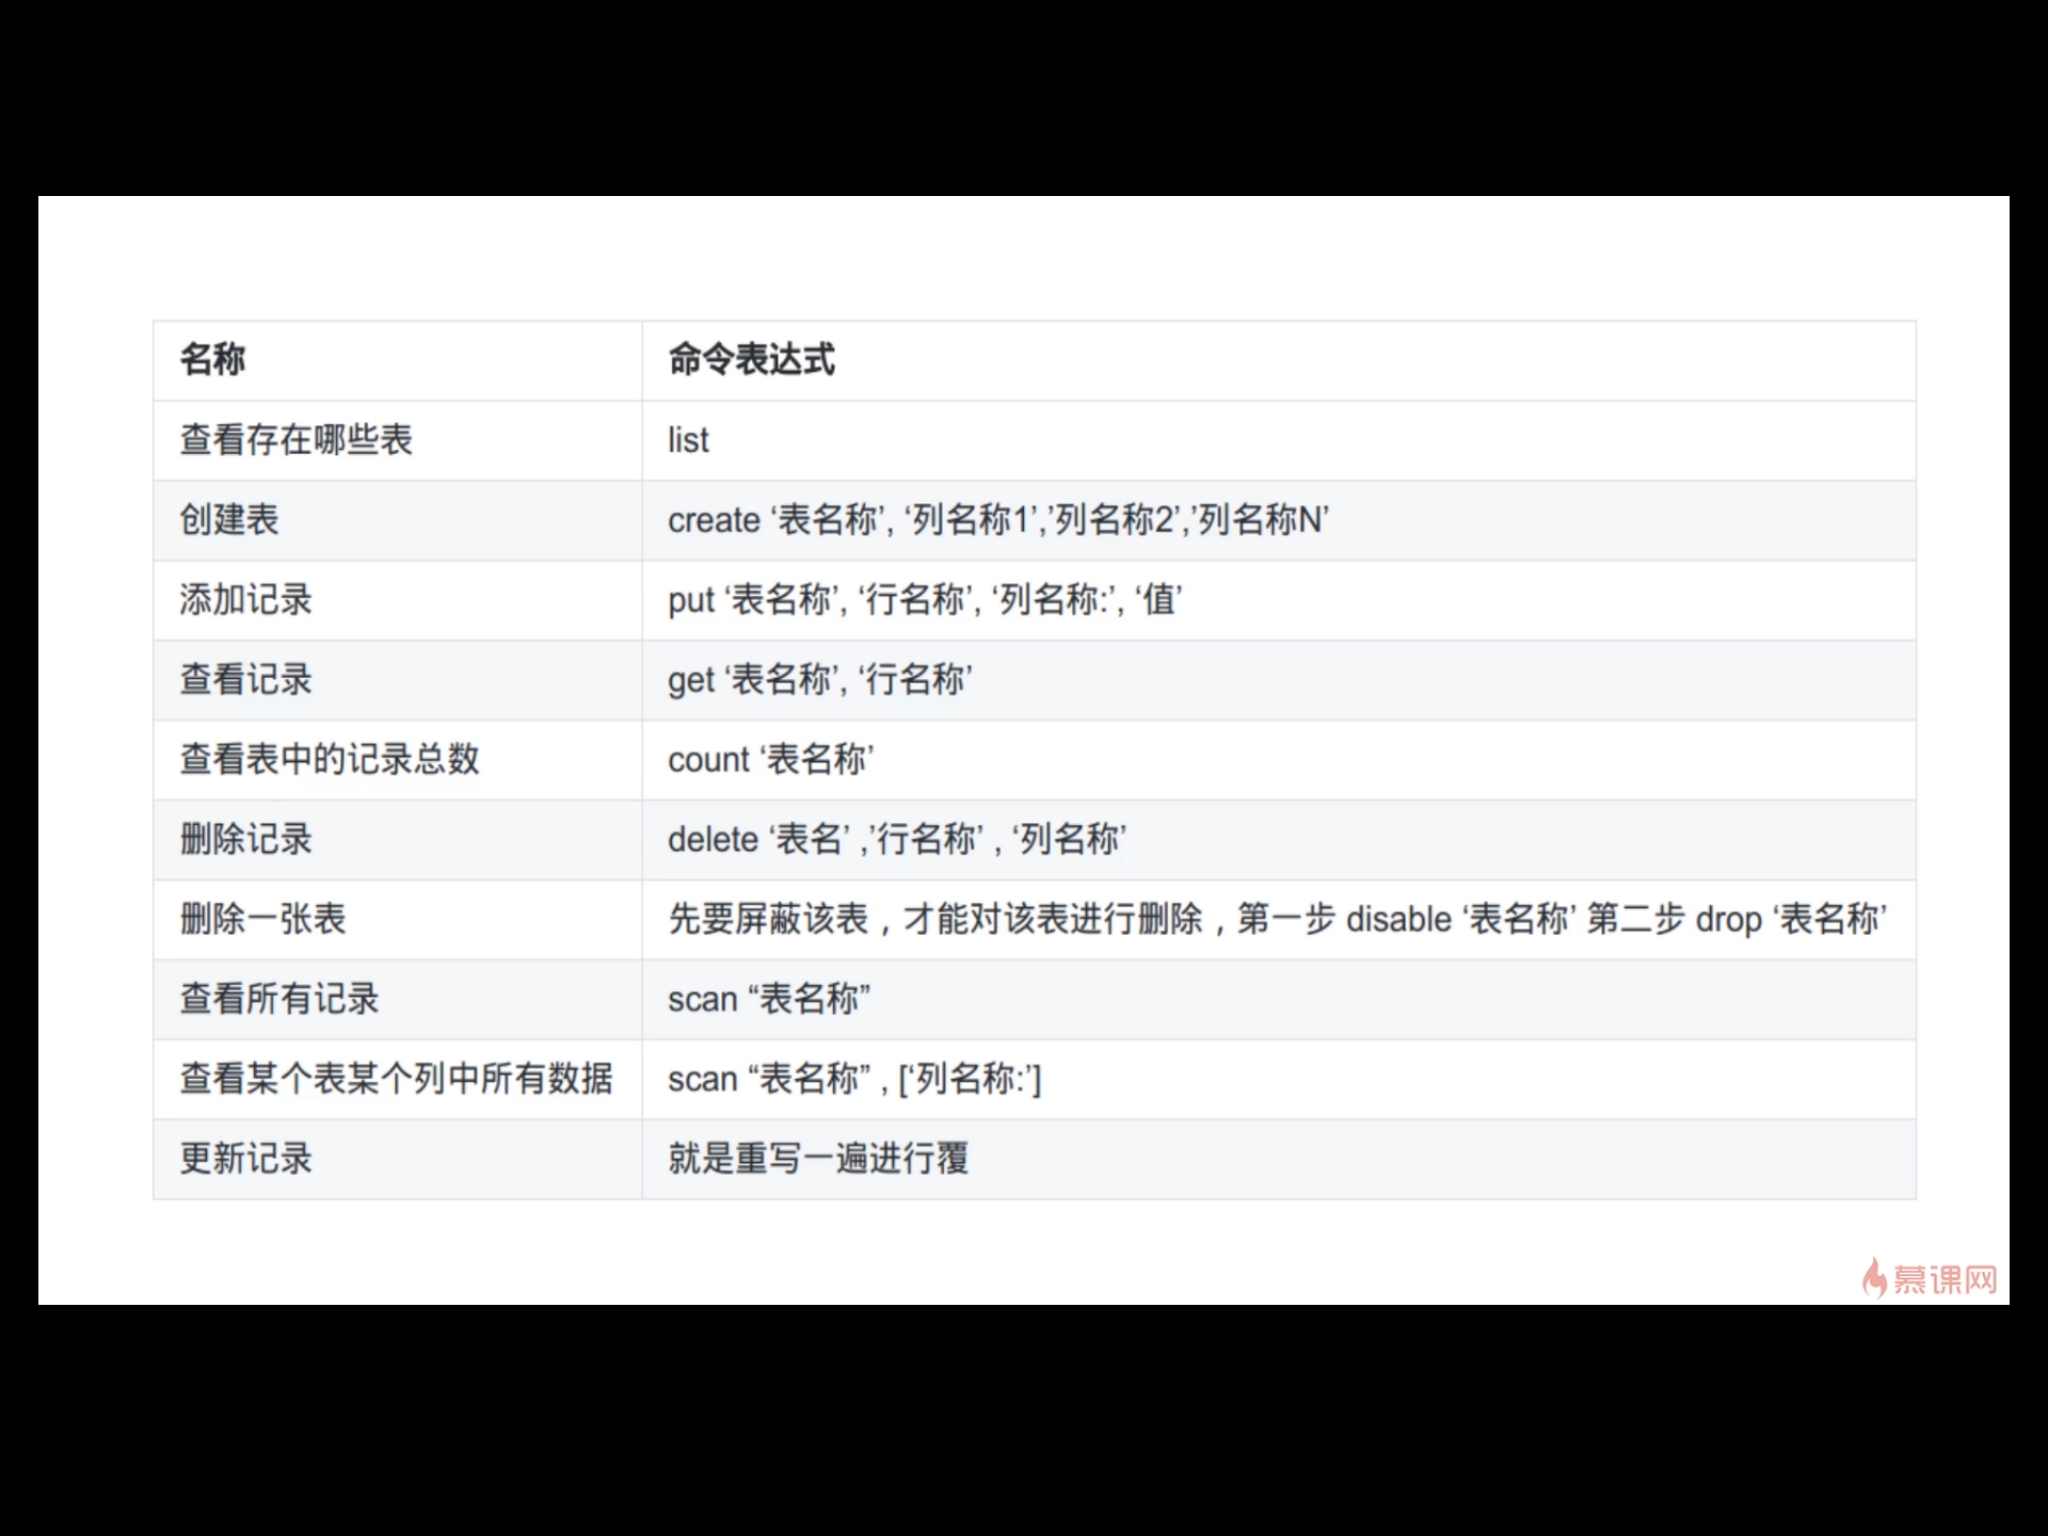 名称 命令表达式
查看存在哪些表 list
创建表 create ‘表名称’, ‘列名称1’,’列名称2’,’列名称N’
添加记录 put ‘表名称’, ‘行名称’, ‘列名称:’, ‘值’
查看记录 get ‘表名称’, ‘行名称’
查看表中的记录总数 count ‘表名称’
删除记录 delete ‘表名’ ,’行名称’ , ‘列名称’
删除一张表 先要屏蔽该表，才能对该表进行删除，第一步 disable ‘表名称’ 第二步 drop ‘表名称’
查看所有记录 scan “表名称”
查看某个表某个列中所有数据 scan “表名称” , [‘列名称:’]
更新记录 就是重写一遍进行覆
慕课网